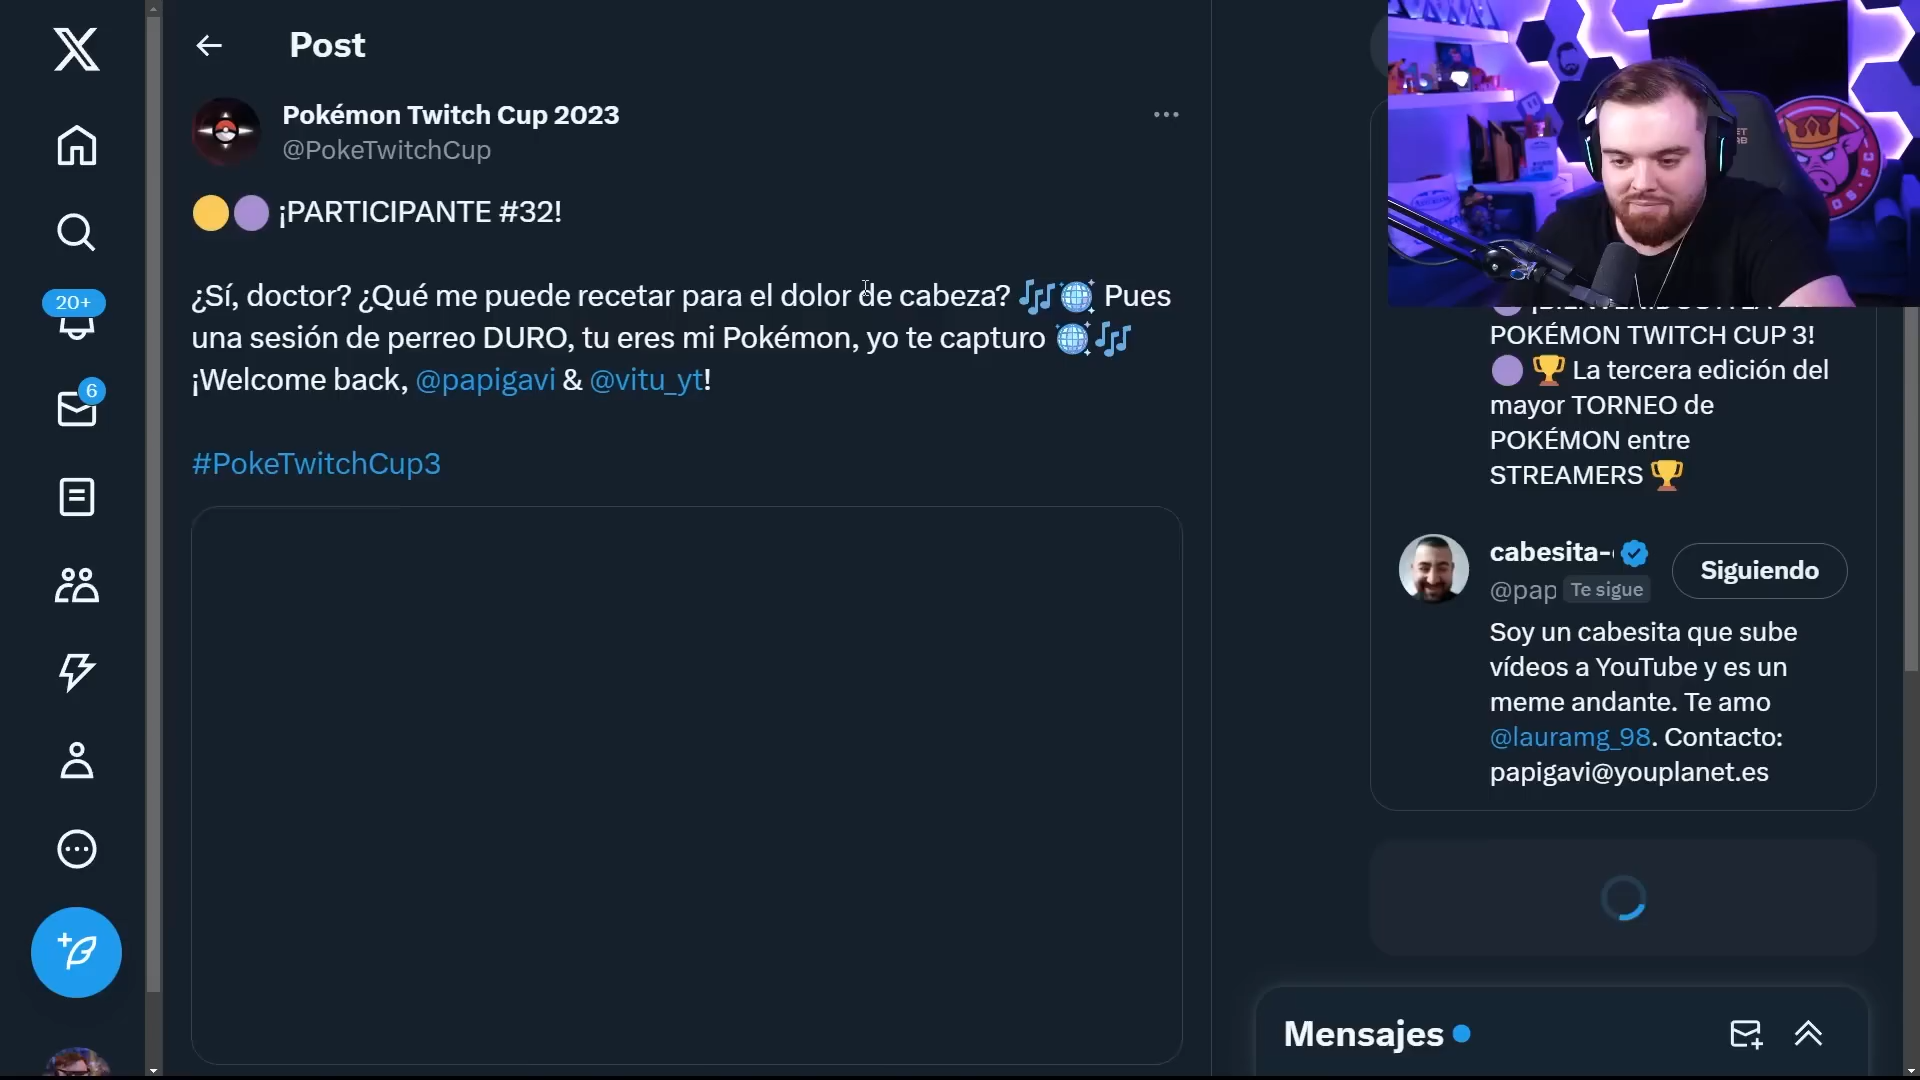 Post
Pokémon Twitch Cup 2023
@PokeTwitchCup
¡PARTICIPANTE #32!
¿Sí, doctor? ¿Qué me puede recetar para el dolor de cabeza? 🎶🪩 Pues
una sesión de perreo DURO, tu eres mi Pokémon, yo te capturo 🪩🎶
¡Welcome back, @papigavi & @vitu_yt!
#PokeTwitchCup3
20+
6
POKÉMON TWITCH CUP 3!
🏆 La tercera edición del
mayor TORNEO de
POKÉMON entre
STREAMERS 🏆
cabesita-
@pap Te sigue
Siguiendo
Soy un cabesita que sube
vídeos a YouTube y es un
meme andante. Te amo
@lauramg_98. Contacto:
papigavi@youplanet.es
Mensajes